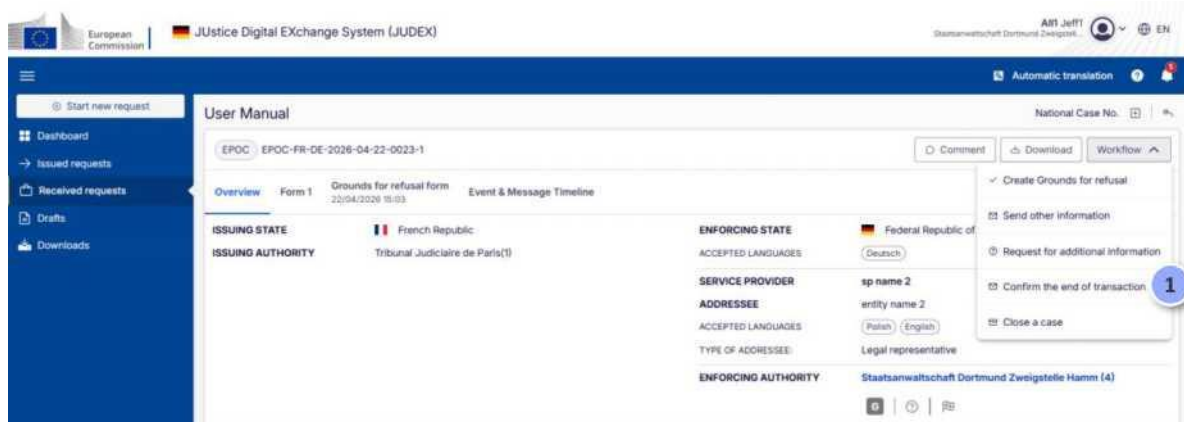 European
Commission
JUstice Digital EXchange System (JUDEX)
Alf1 Jeff1
Staatsanwaltschaft Dortmund Zweigstell...
EN
Automatic translation
Start new request
Dashboard
Issued requests
Received requests
Drafts
Downloads
User Manual
National Case No.
EPOC
EPOC-FR-DE-2026-04-22-0023-1
Comment
Download
Workflow
Overview
Form 1
Grounds for refusal form
22/04/2026 15:03
Event & Message Timeline
Create Grounds for refusal
Send other information
Request for additional information
Confirm the end of transaction
1
Close a case
ISSUING STATE
French Republic
ISSUING AUTHORITY
Tribunal Judiciaire de Paris(1)
ENFORCING STATE
Federal Republic of
ACCEPTED LANGUAGES
Deutsch
SERVICE PROVIDER
sp name 2
ADDRESSEE
entity name 2
ACCEPTED LANGUAGES
Polish
English
TYPE OF ADDRESSEE:
Legal representative
ENFORCING AUTHORITY
Staatsanwaltschaft Dortmund Zweigstelle Hamm (4)
G